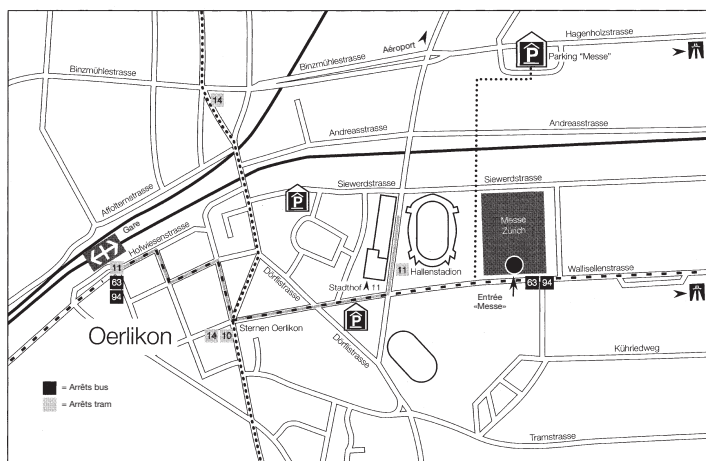 Hagenholzstrasse
Aéroport
Binzmühlestrasse
P
Parking "Messe"
Binzmühlestrasse
14
Andreasstrasse
Andreasstrasse
Affolternstrasse
Siewerdstrasse
Siewerdstrasse
P
Gare
Hofwiesenstrasse
Messe
Zürich
11
63
94
11
Hallenstadion
Wallisellenstrasse
Dörflistrasse
Stadthof 11
63 94
Entrée
«Messe»
P
Oerlikon
14 10
Sternen Oerlikon
Dörflistrasse
Kühriedweg
= Arrêts bus
= Arrêts tram
Tramstrasse